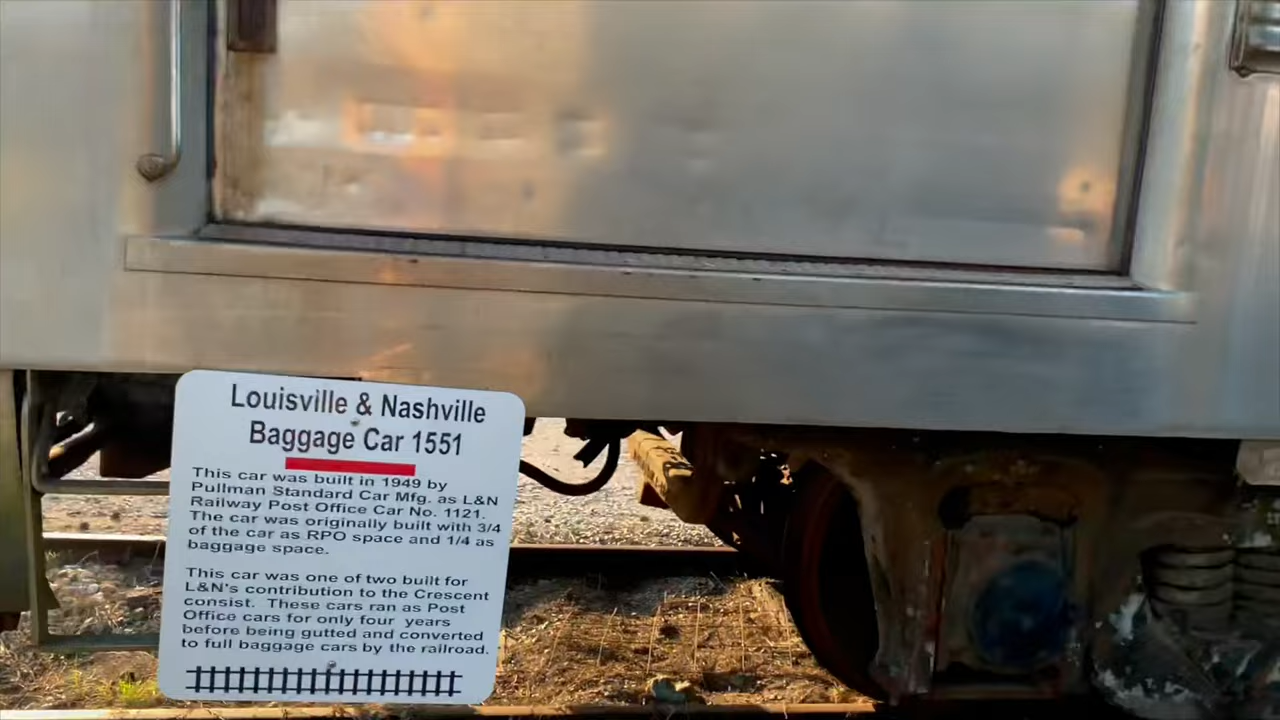 Louisville & Nashville
Baggage Car 1551
This car was built in 1949 by
Pullman Standard Car Mfg. as L&N
Railway Post Office Car No. 1121.
The car was originally built with 3/4
of the car as RPO space and 1/4 as
baggage space.
This car was one of two built for
L&N's contribution to the Crescent
consist. These cars ran as Post
Office cars for only four years
before being gutted and converted
to full baggage cars by the railroad.